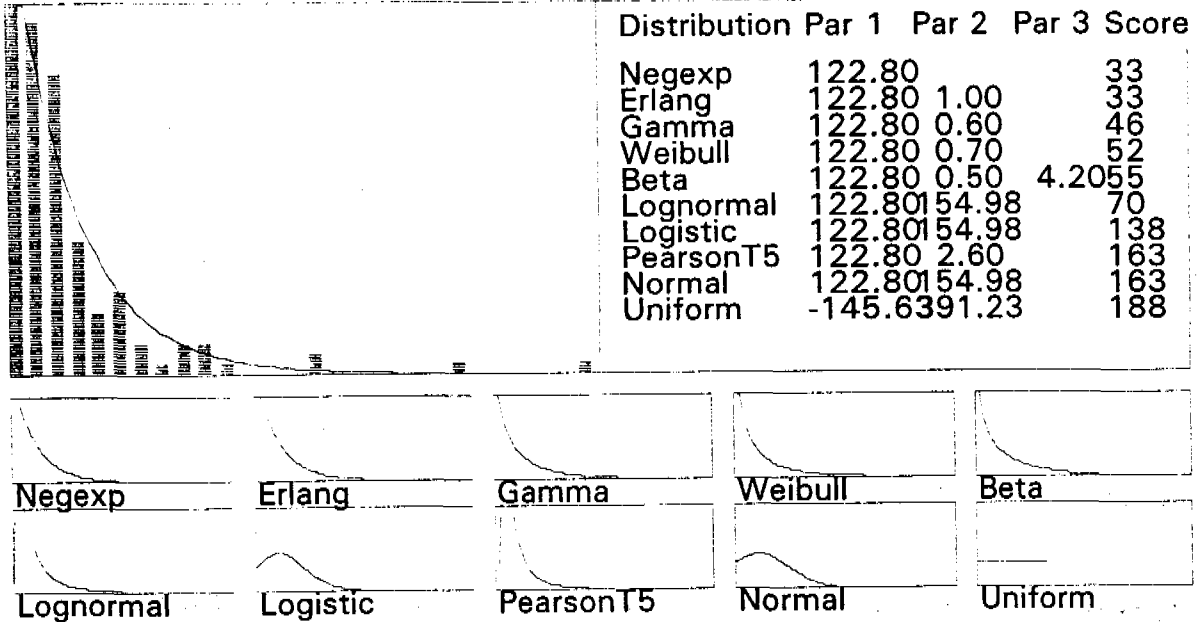 Distribution Par 1 Par 2 Par 3 Score
Negexp 122.80 33
Erlang 122.80 1.00 33
Gamma 122.80 0.60 46
Weibull 122.80 0.70 52
Beta 122.80 0.50 4.2055
Lognormal 122.80154.98 70
Logistic 122.80154.98 138
PearsonT5 122.80 2.60 163
Normal 122.80154.98 163
Uniform -145.63391.23 188
Negexp Erlang Gamma Weibull Beta
Lognormal Logistic PearsonT5 Normal Uniform